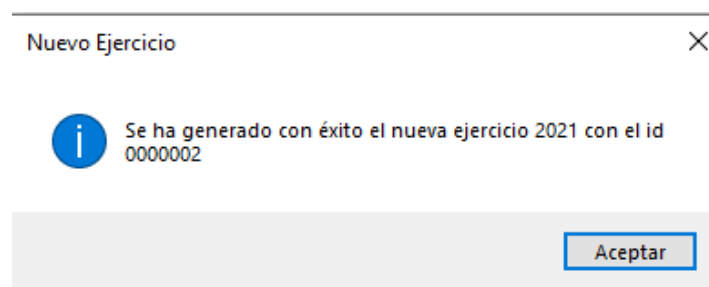 Nuevo Ejercicio
Se ha generado con éxito el nueva ejercicio 2021 con el id
0000002
Aceptar